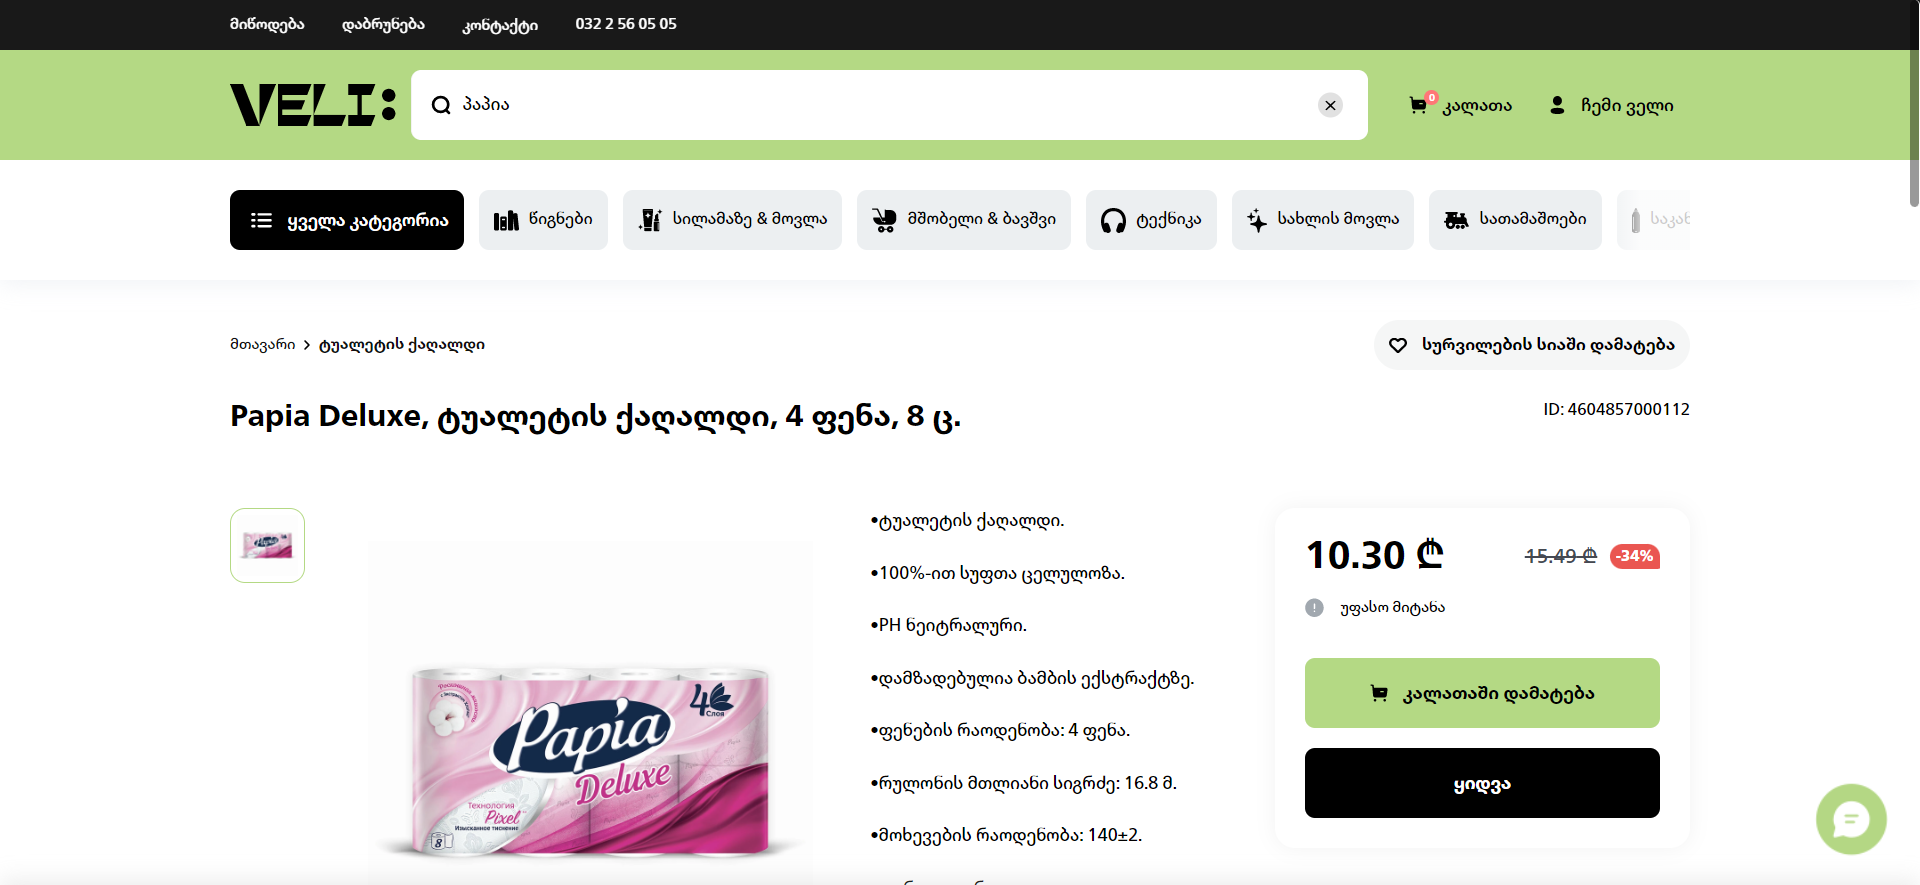 მიწოდება დაბრუნება კონტაქტი 032 2 56 05 05
VELI:
პაპია
0 კალათა ჩემი ველი
ყველა კატეგორია წიგნები სილამაზე & მოვლა მშობელი & ბავშვი ტექნიკა სახლის მოვლა სათამაშოები საკან
მთავარი > ტუალეტის ქაღალდი
სურვილების სიაში დამატება
Papia Deluxe, ტუალეტის ქაღალდი, 4 ფენა, 8 ც.
ID: 4604857000112
4 Слоя
Papia
Deluxe
Технология
Pixel
Изысканное тиснение
8
•ტუალეტის ქაღალდი.
•100%-ით სუფთა ცელულოზა.
•PH ნეიტრალური.
•დამზადებულია ბამბის ექსტრაქტზე.
•ფენების რაოდენობა: 4 ფენა.
•რულონის მთლიანი სიგრძე: 16.8 მ.
•მოხევების რაოდენობა: 140±2.
10.30 ₾ 15.49 ₾ -34%
უფასო მიტანა
კალათაში დამატება
ყიდვა